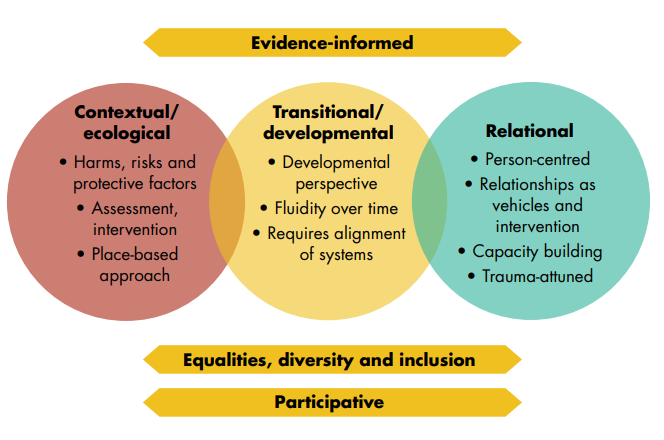 Evidence-informed
Contextual/
ecological
• Harms, risks and
protective factors
• Assessment,
intervention
• Place-based
approach
Transitional/
developmental
• Developmental
perspective
• Fluidity over time
• Requires alignment
of systems
Relational
• Person-centred
• Relationships as
vehicles and
intervention
• Capacity building
• Trauma-attuned
Equalities, diversity and inclusion
Participative